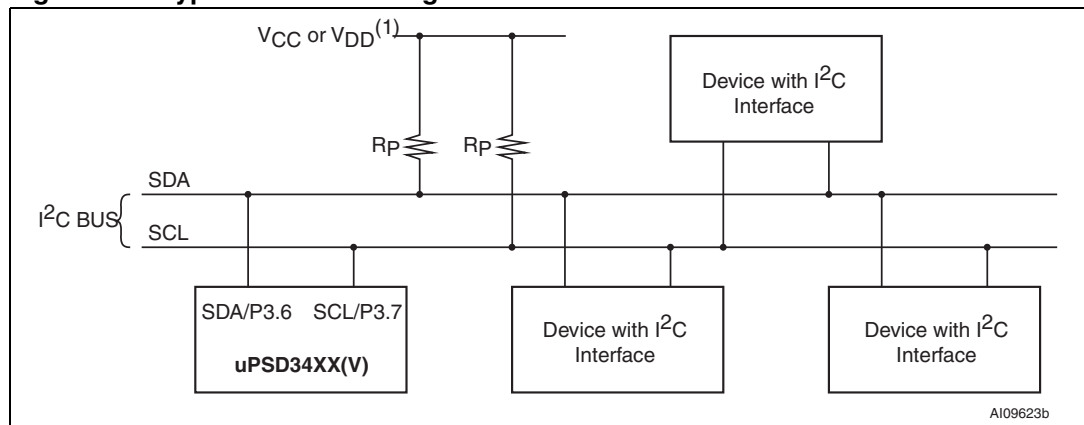 VCC or VDD(1)
Device with I2C
Interface
RP
RP
SDA
I2C BUS
SCL
SDA/P3.6 SCL/P3.7
uPSD34XX(V)
Device with I2C
Interface
Device with I2C
Interface
AI09623b